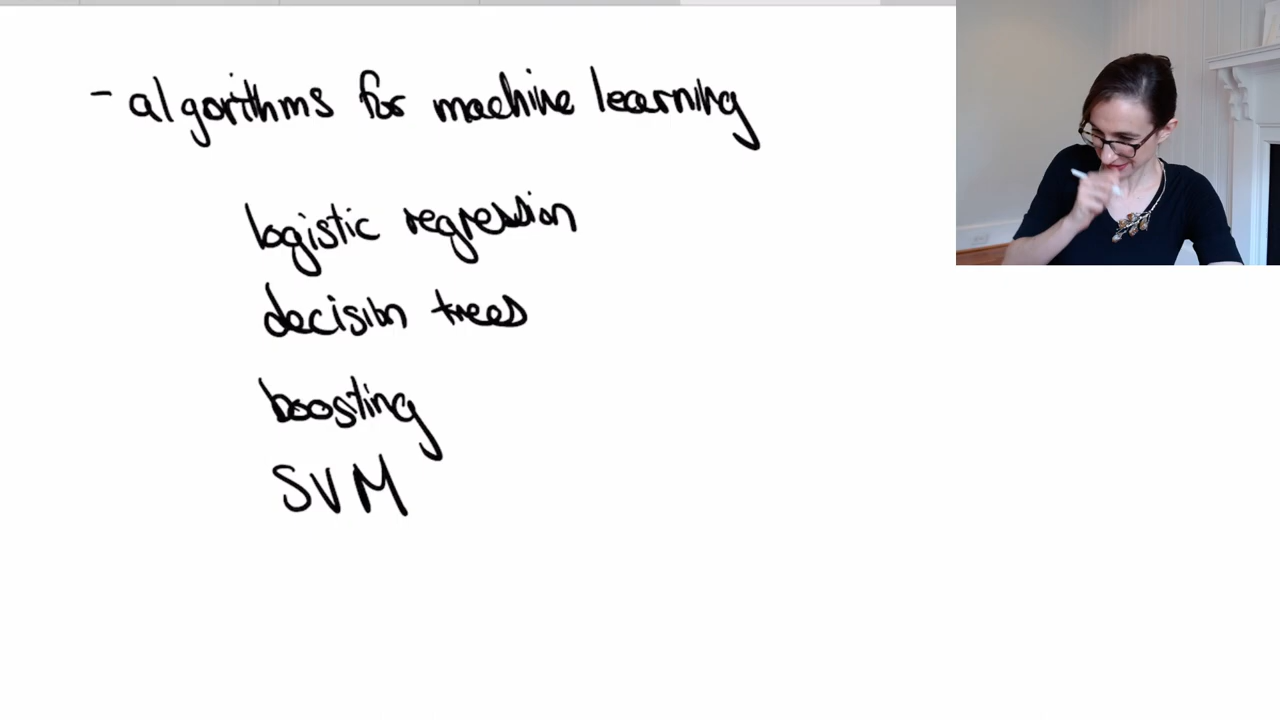 - algorithms for machine learning
logistic regression
decision trees
boosting
SVM